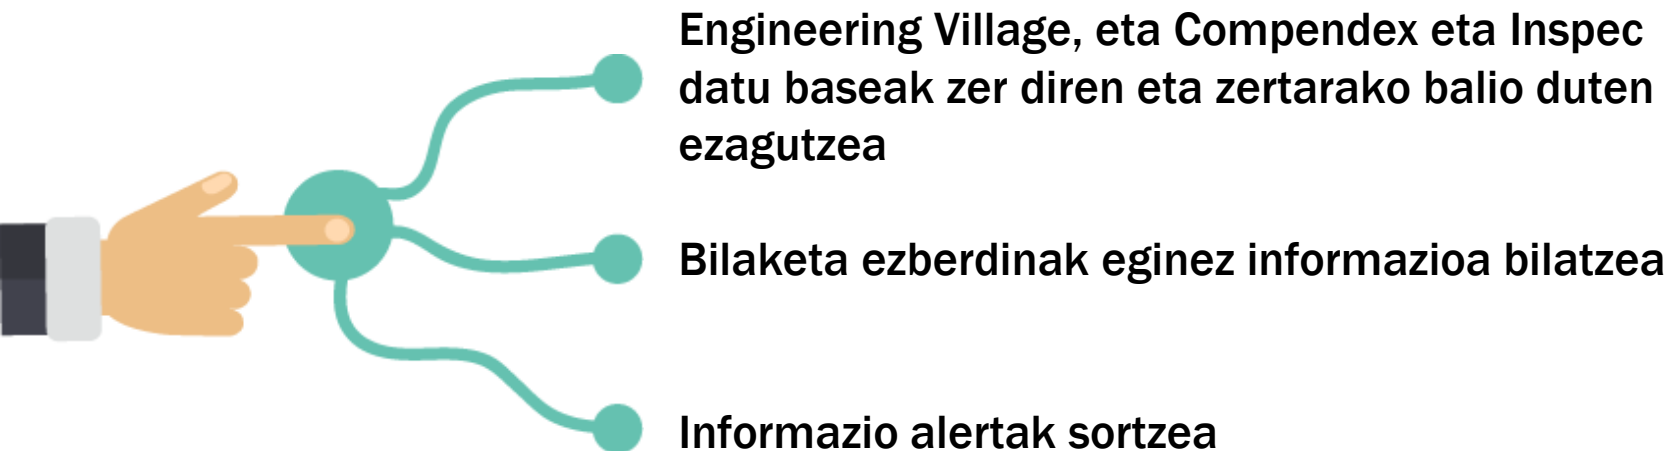 Engineering Village, eta Compendex eta Inspec
datu baseak zer diren eta zertarako balio duten
ezagutzea
Bilaketa ezberdinak eginez informazioa bilatzea
Informazio alertak sortzea